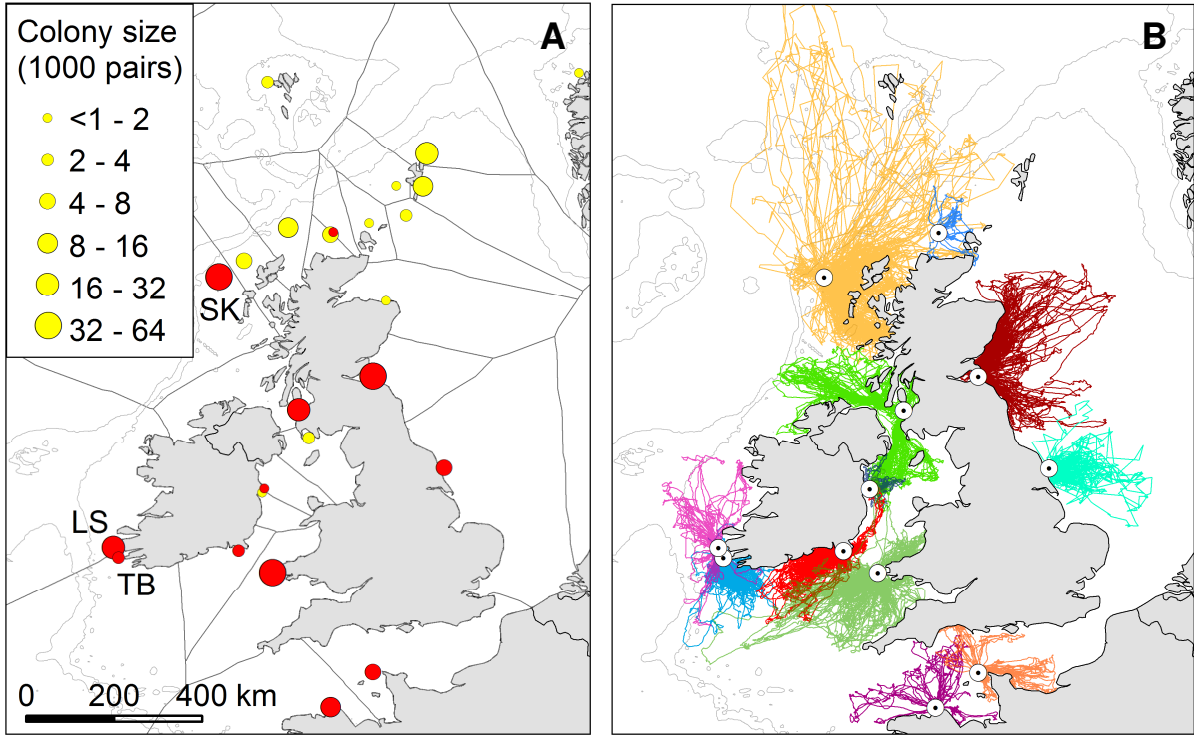 Colony size
(1000 pairs)
<1 - 2
2 - 4
4 - 8
8 - 16
16 - 32
32 - 64
A
B
SK
LS
TB
0 200 400 km